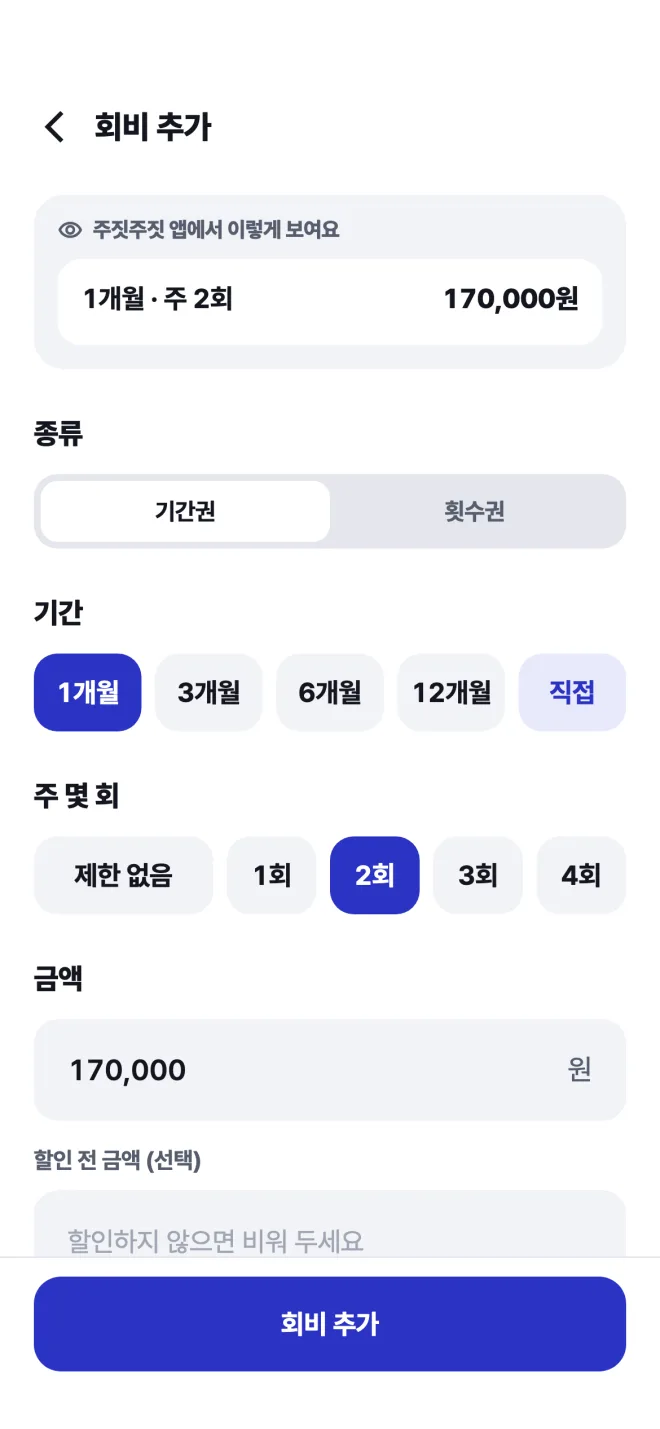 회비 추가
주짓주짓 앱에서 이렇게 보여요
1개월 · 주 2회 170,000원
종류
기간권 횟수권
기간
1개월 3개월 6개월 12개월 직접
주 몇 회
제한 없음 1회 2회 3회 4회
금액
170,000 원
할인 전 금액 (선택)
할인하지 않으면 비워 두세요
회비 추가